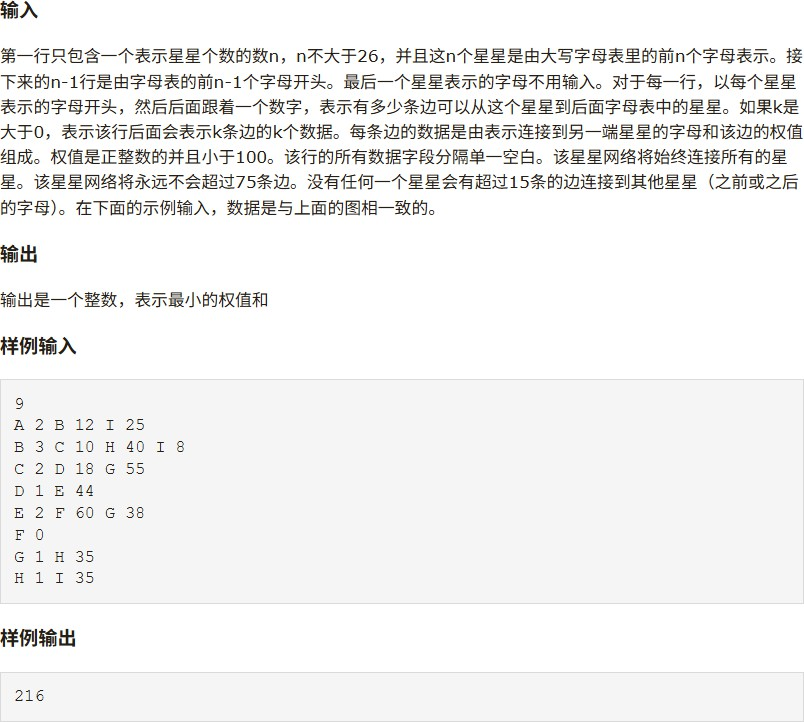 输入
第一行只包含一个表示星星个数的数n，n不大于26，并且这n个星星是由大写字母表里的前n个字母表示。接
下来的n-1行是由字母表的前n-1个字母开头。最后一个星星表示的字母不用输入。对于每一行，以每个星星
表示的字母开头，然后后面跟着一个数字，表示有多少条边可以从这个星星到后面字母表中的星星。如果k是
大于0，表示该行后面会表示k条边的k个数据。每条边的数据是由表示连接到另一端星星的字母和该边的权值
组成。权值是正整数的并且小于100。该行的所有数据字段分隔单一空白。该星星网络将始终连接所有的星
星。该星星网络将永远不会超过75条边。没有任何一个星星会有超过15条的边连接到其他星星（之前或之后
的字母）。在下面的示例输入，数据是与上面的图相一致的。
输出
输出是一个整数，表示最小的权值和
样例输入
9
A 2 B 12 I 25
B 3 C 10 H 40 I 8
C 2 D 18 G 55
D 1 E 44
E 2 F 60 G 38
F 0
G 1 H 35
H 1 I 35
样例输出
216